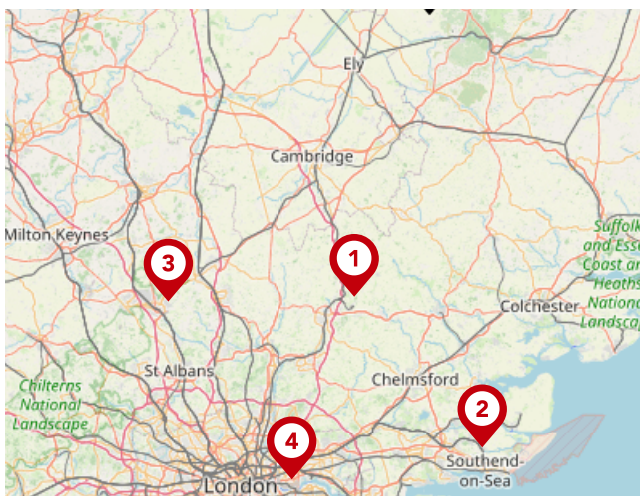 Ely
Cambridge
Milton Keynes
Suffolk
and Esse
Coast an
Heaths
Nationa
Landscap
3
1
Colchester
St Albans
Chelmsford
Chilterns
National
Landscape
2
4
Southend-
on-Sea
London